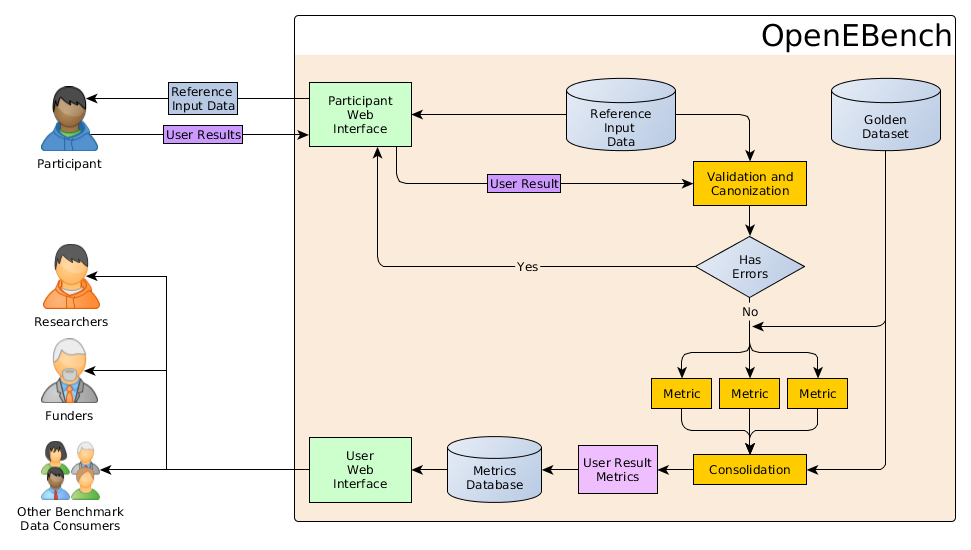 OpenEBench
Reference
Input Data
User Results
Participant
Participant
Web
Interface
Reference
Input
Data
Golden
Dataset
User Result
Validation and
Canonization
Has
Errors
Yes
No
Researchers
Funders
Metric
Metric
Metric
Other Benchmark
Data Consumers
User
Web
Interface
Metrics
Database
User Result
Metrics
Consolidation